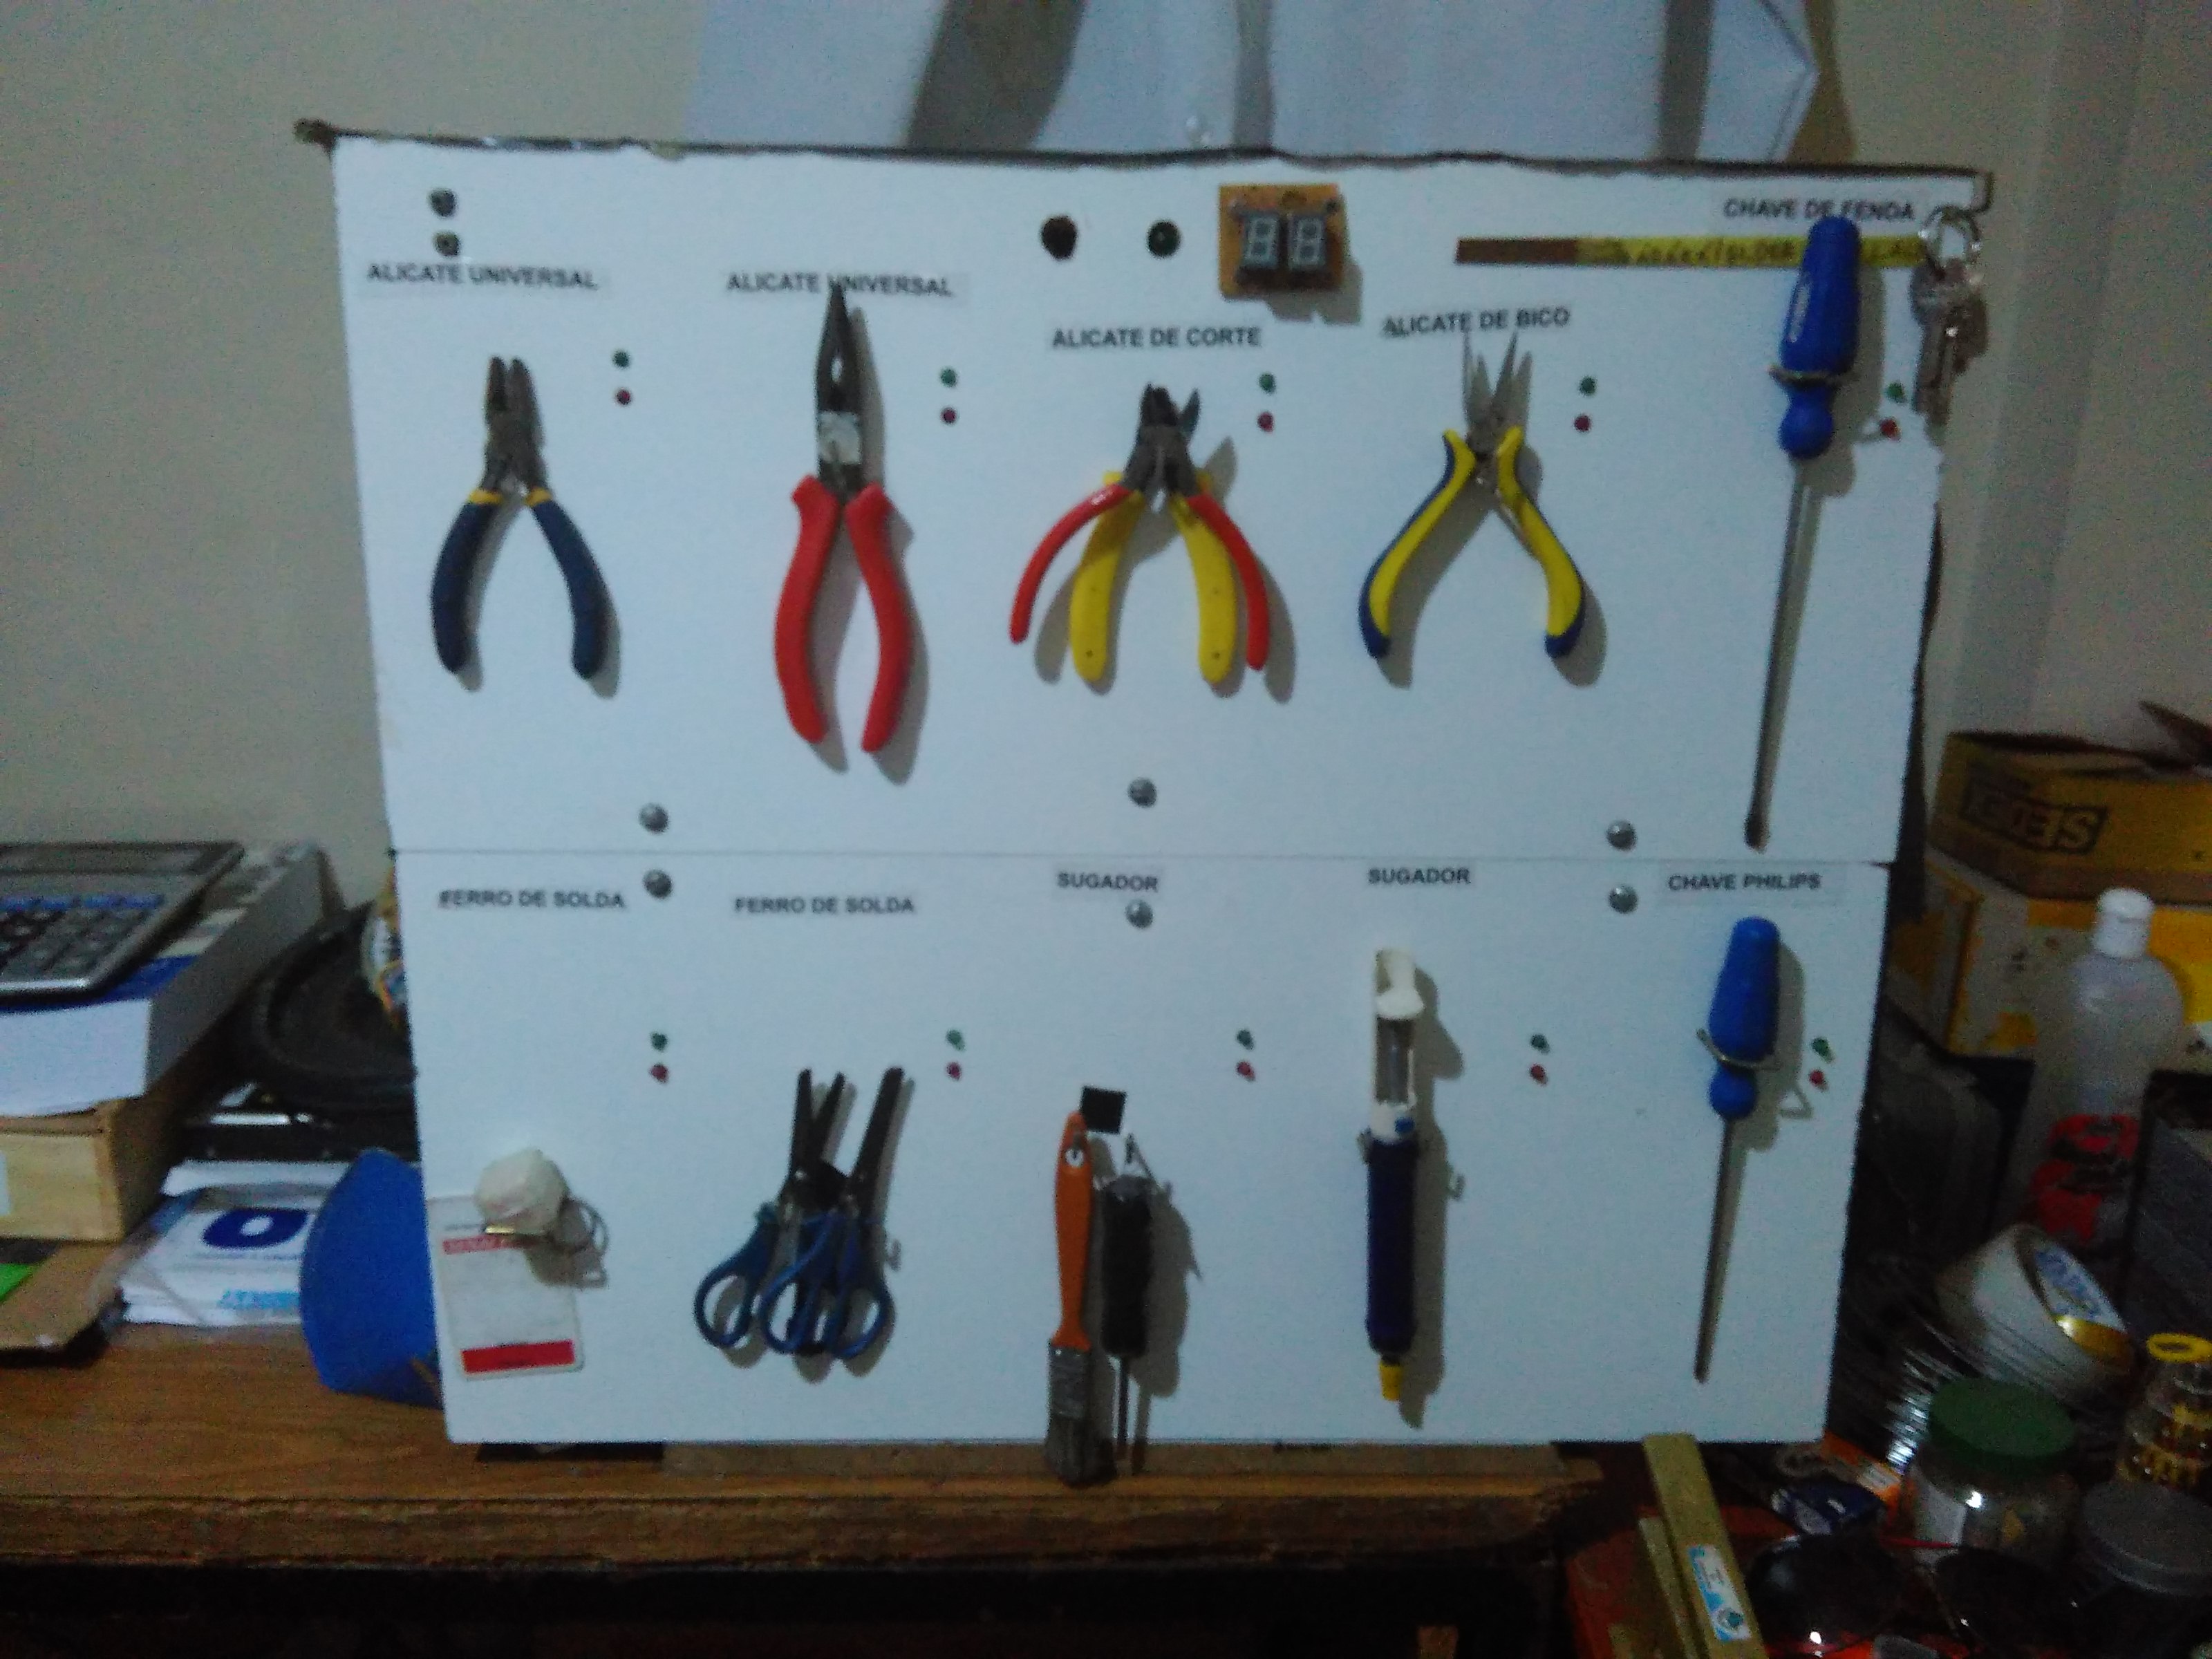 CHAVE DE FENDA
ALICATE UNIVERSAL
ALICATE UNIVERSAL
ALICATE DE CORTE
ALICATE DE BICO
FERRO DE SOLDA
FERRO DE SOLDA
SUGADOR
SUGADOR
CHAVE PHILIPS